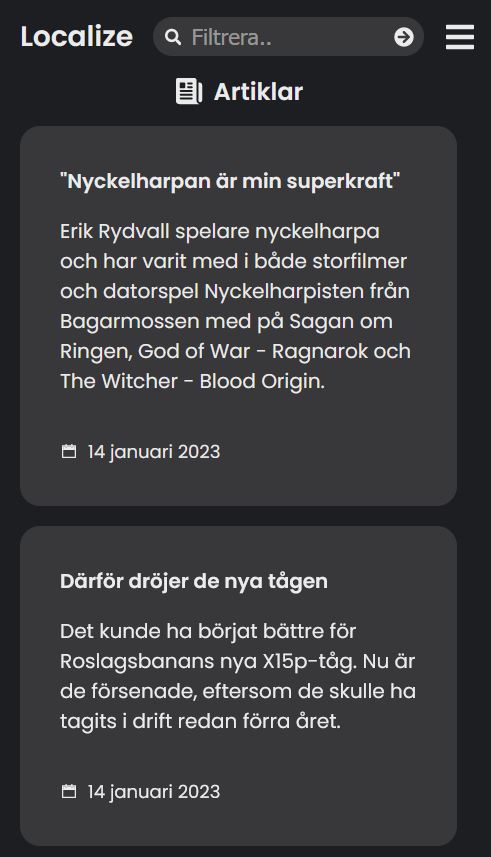 Localize
Filtrera..
Artiklar
"Nyckelharpan är min superkraft"
Erik Rydvall spelare nyckelharpa
och har varit med i både storfilmer
och datorspel Nyckelharpisten från
Bagarmossen med på Sagan om
Ringen, God of War - Ragnarok och
The Witcher - Blood Origin.
14 januari 2023
Därför dröjer de nya tågen
Det kunde ha börjat bättre för
Roslagsbanans nya X15p-tåg. Nu är
de försenade, eftersom de skulle ha
tagits i drift redan förra året.
14 januari 2023